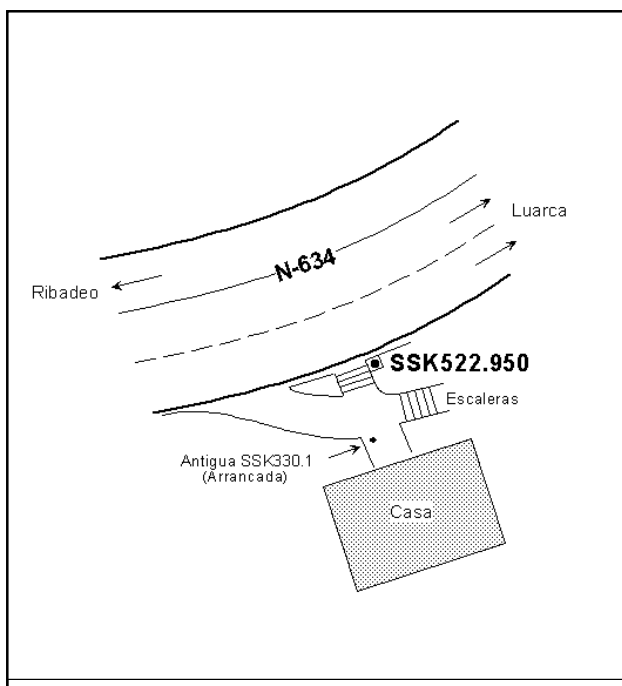 Luarca
N-634
Ribadeo
SSK522.950
Escaleras
Antigua SSK330.1
(Arrancada)
Casa